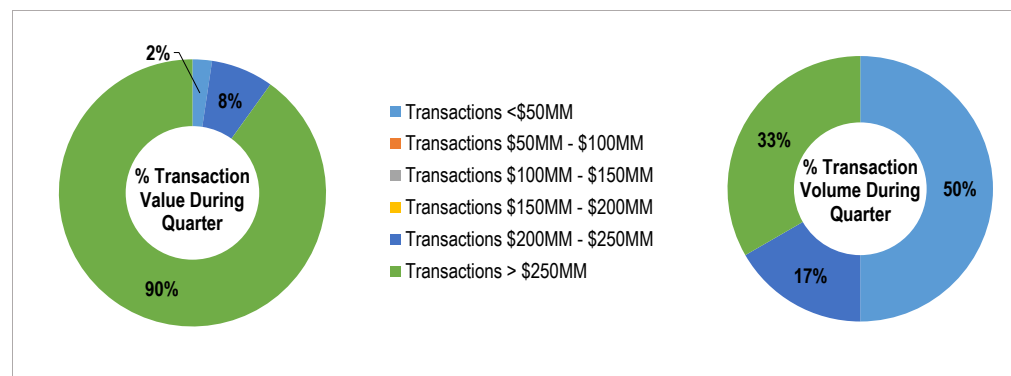 2%
8%
% Transaction
Value During
Quarter
90%
Transactions <$50MM
Transactions $50MM - $100MM
Transactions $100MM - $150MM
Transactions $150MM - $200MM
Transactions $200MM - $250MM
Transactions > $250MM
33%
% Transaction
Volume During
Quarter
50%
17%